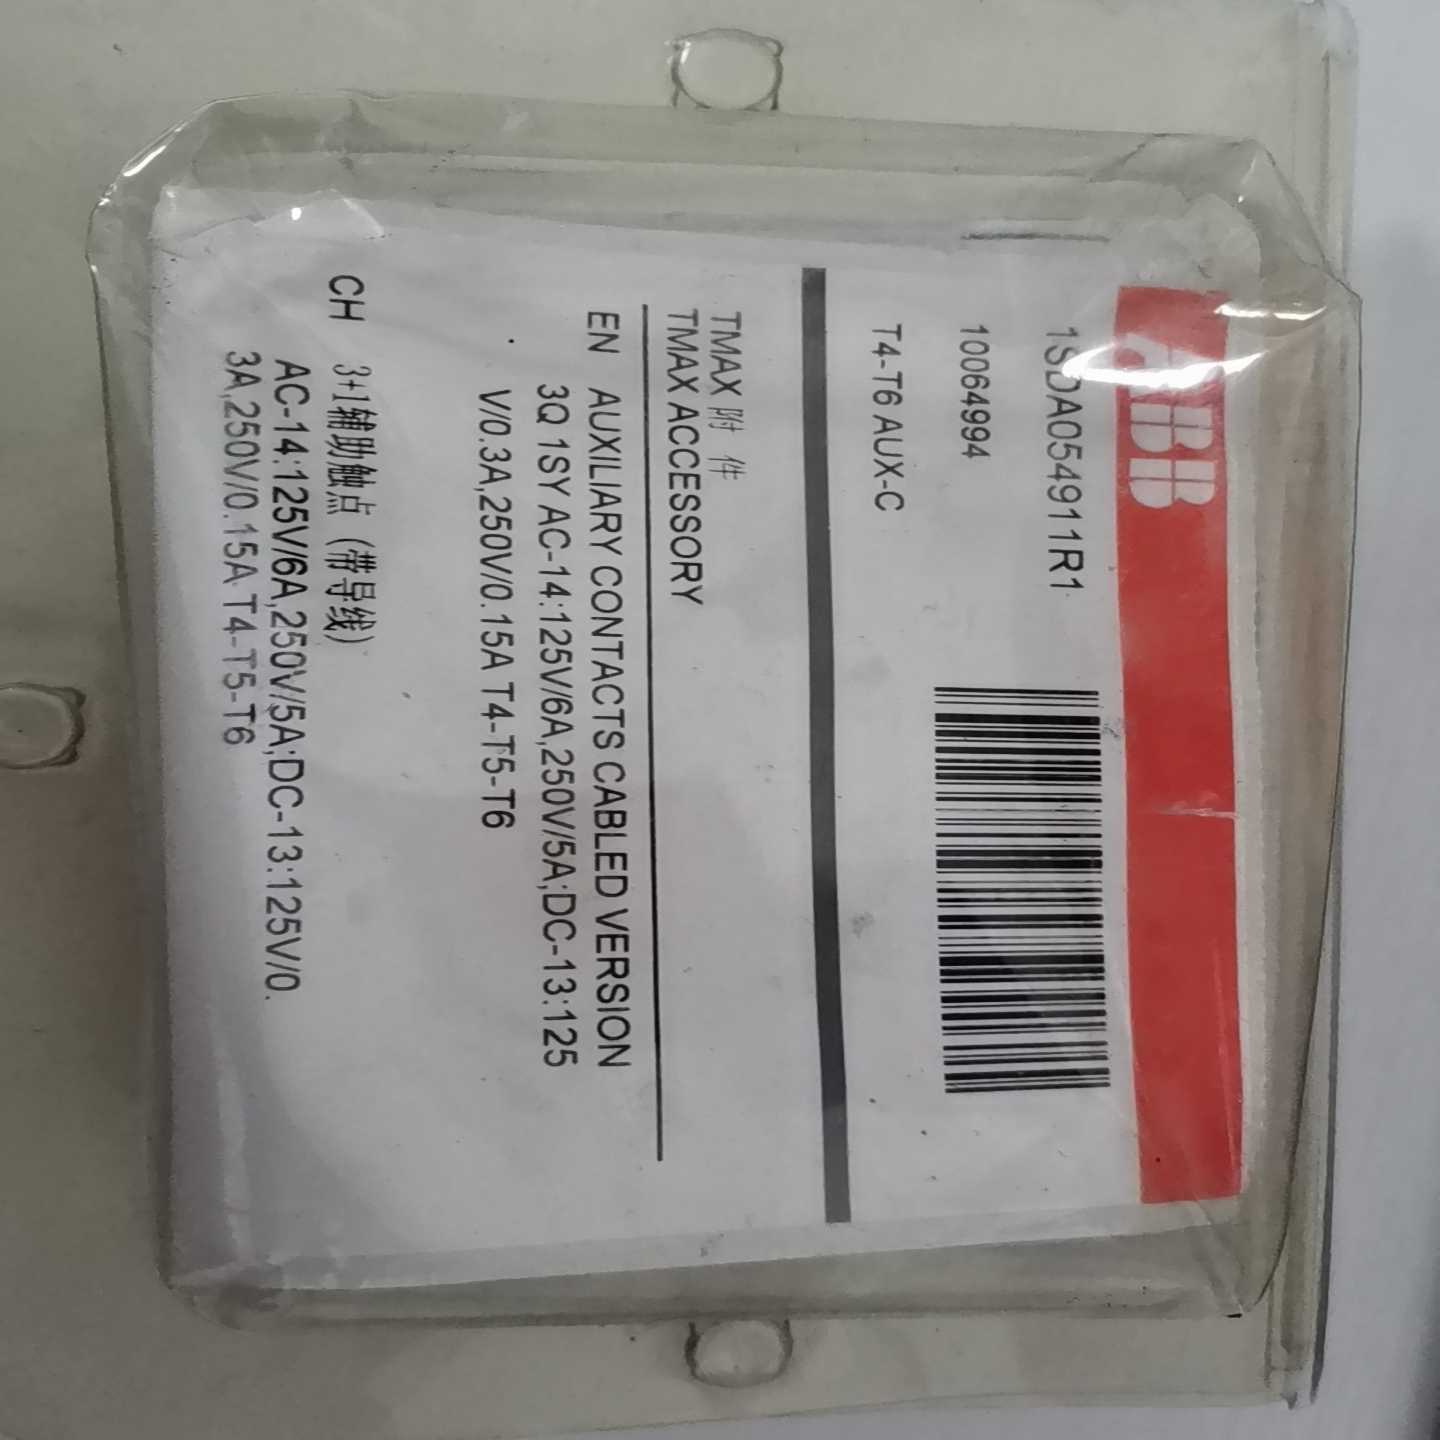 ABB
1SDA054911R1
10064994
T4-T6 AUX-C
TMAX 附 件
TMAX ACCESSORY
EN AUXILIARY CONTACTS CABLED VERSION
3Q 1SY AC-14:125V/6A,250V/5A;DC-13:125
V/0.3A,250V/0.15A T4-T5-T6
CH 3+1辅助触点（带导线）
AC-14:125V/6A,250V/5A;DC-13:125V/0.
3A,250V/0.15A T4-T5-T6